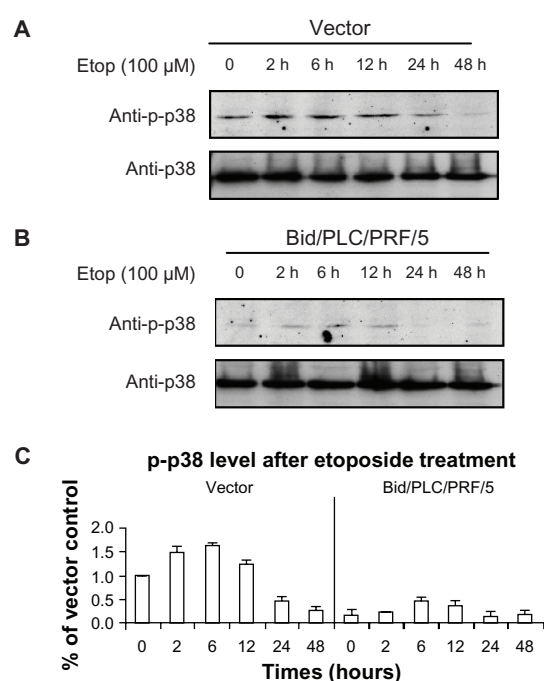 A
Vector
Etop (100 µM) 0 2 h 6 h 12 h 24 h 48 h
Anti-p-p38
Anti-p38
B
Bid/PLC/PRF/5
Etop (100 µM) 0 2 h 6 h 12 h 24 h 48 h
Anti-p-p38
Anti-p38
C
p-p38 level after etoposide treatment
Vector Bid/PLC/PRF/5
% of vector control
2.0
1.5
1.0
0.5
0.0
0 2 6 12 24 48 0 2 6 12 24 48
Times (hours)